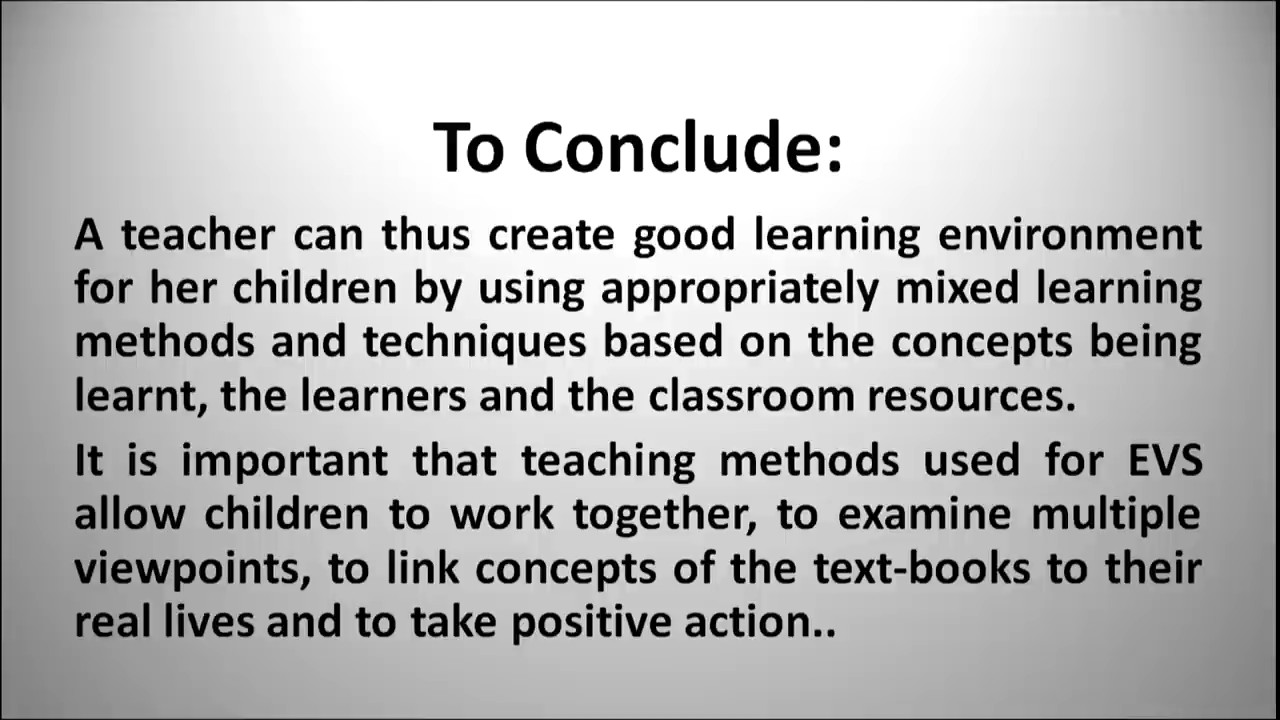 To Conclude:
A teacher can thus create good learning environment
for her children by using appropriately mixed learning
methods and techniques based on the concepts being
learnt, the learners and the classroom resources.
It is important that teaching methods used for EVS
allow children to work together, to examine multiple
viewpoints, to link concepts of the text-books to their
real lives and to take positive action..